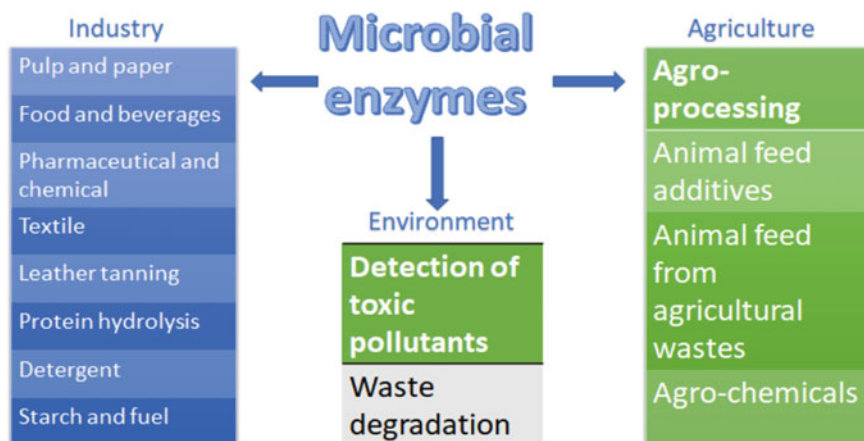 Industry
Pulp and paper
Food and beverages
Pharmaceutical and
chemical
Textile
Leather tanning
Protein hydrolysis
Detergent
Starch and fuel
Microbial
enzymes
Environment
Detection of
toxic
pollutants
Waste
degradation
Agriculture
Agro-
processing
Animal feed
additives
Animal feed
from
agricultural
wastes
Agro-chemicals